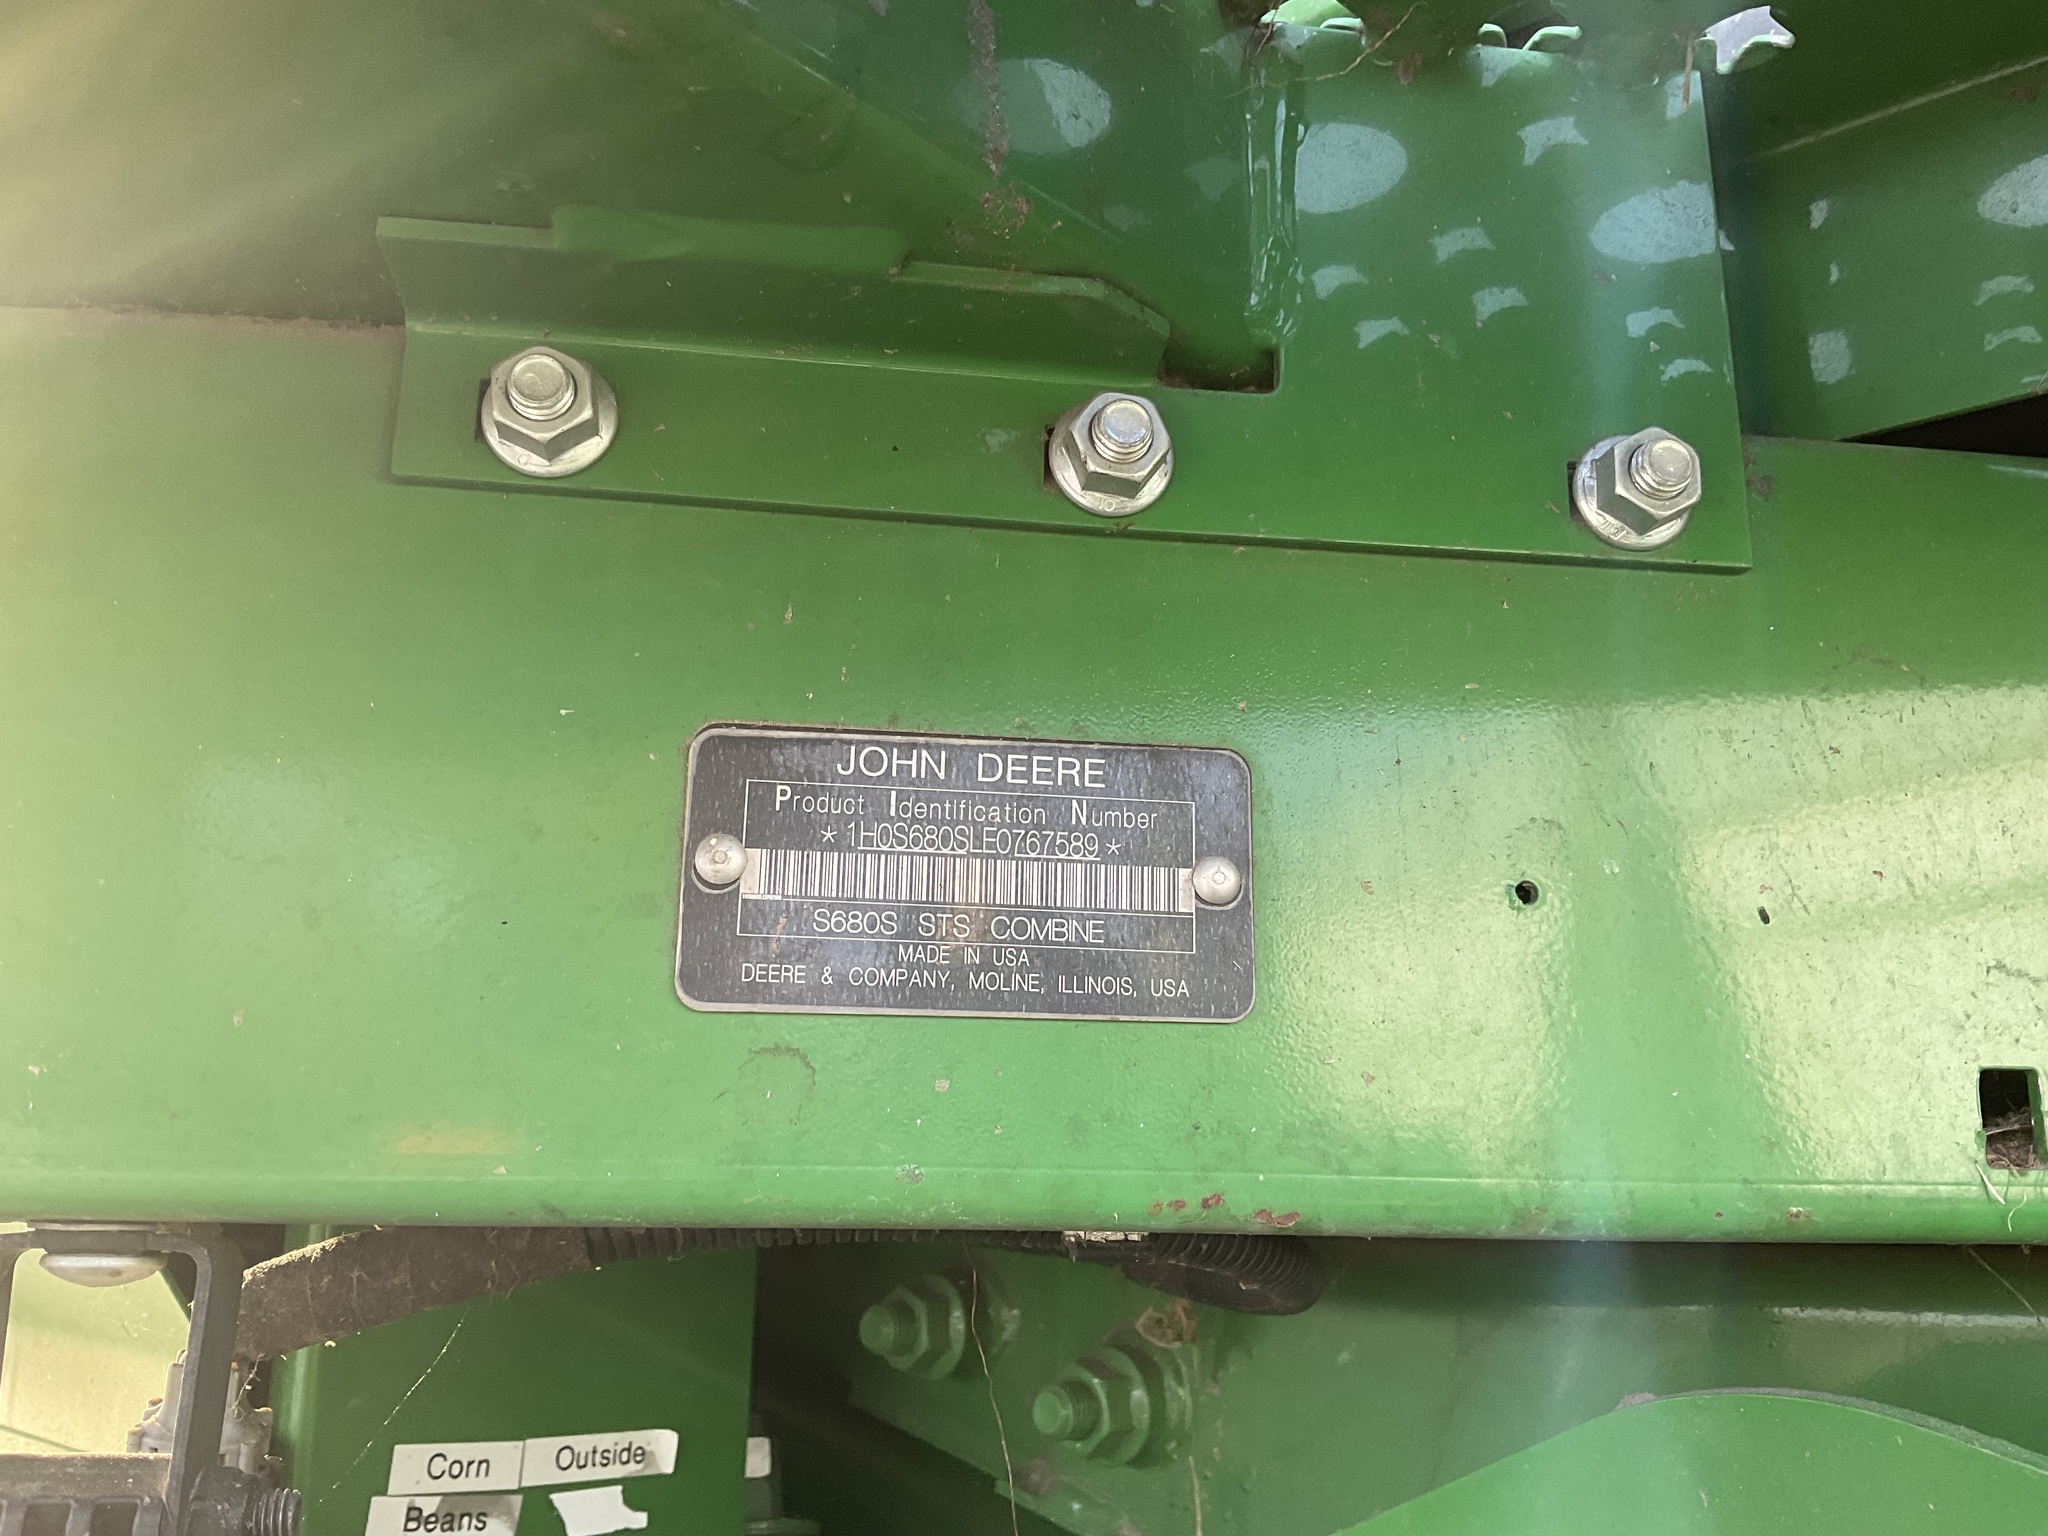 JOHN DEERE
Product Identification Number
*1H0S680SLE0767589*
S680S STS COMBINE
MADE IN USA
DEERE & COMPANY, MOLINE, ILLINOIS, USA
Corn Outside
Beans